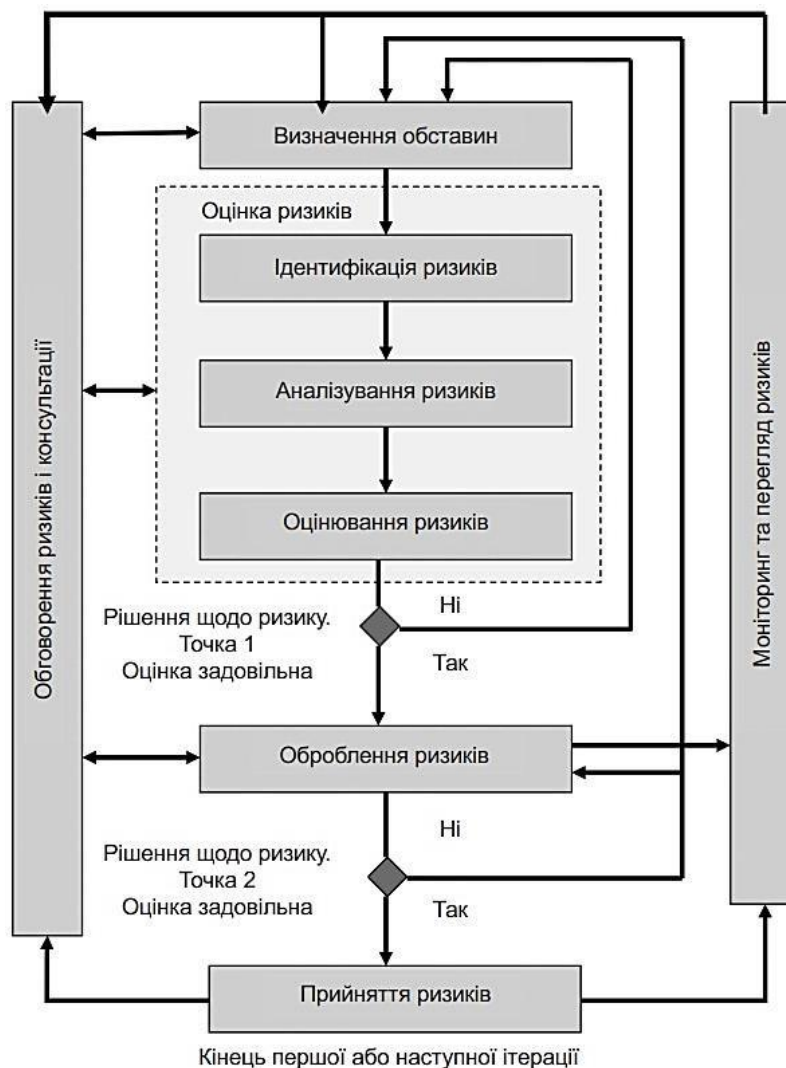 Визначення обставин
Оцінка ризиків
Ідентифікація ризиків
Аналізування ризиків
Оцінювання ризиків
Обговорення ризиків і консультації
Моніторинг та перегляд ризиків
Ні
Рішення щодо ризику.
Точка 1
Оцінка задовільна
Так
Оброблення ризиків
Ні
Рішення щодо ризику.
Точка 2
Оцінка задовільна
Так
Прийняття ризиків
Кінець першої або наступної ітерації